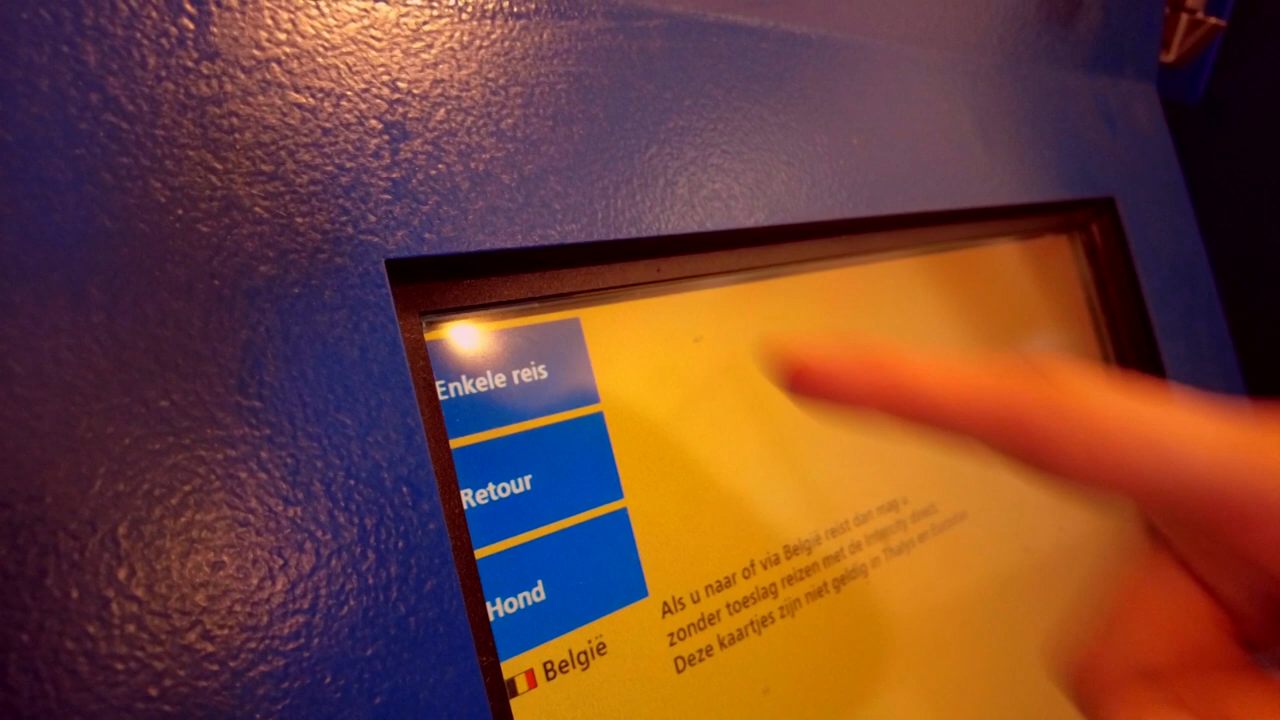 Enkele reis
Retour
Hond
België
Als u naar of via België reist dan mag u
zonder toeslag reizen met de Intercity direct.
Deze kaartjes zijn niet geldig in Thalys en Eurostar.